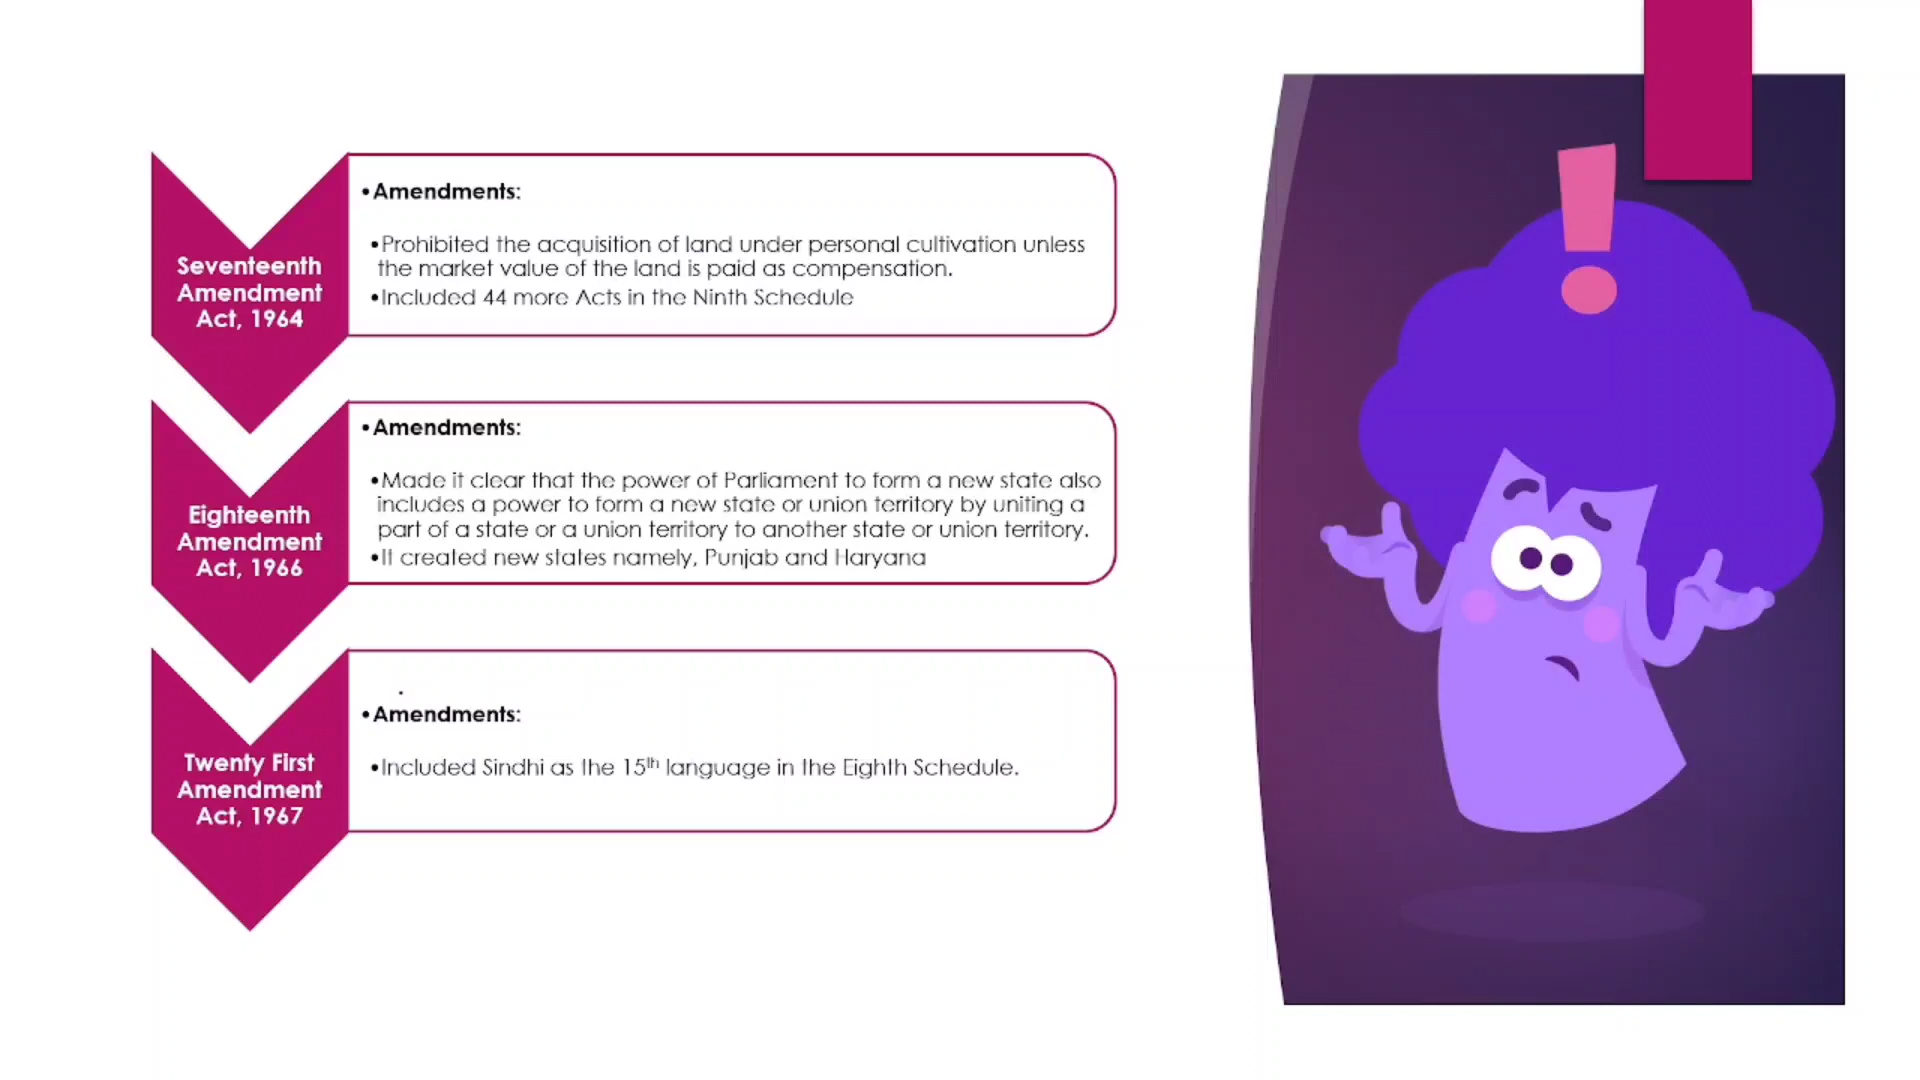 Seventeenth
Amendment
Act, 1964
•Amendments:
•Prohibited the acquisition of land under personal cultivation unless
the market value of the land is paid as compensation.
•Included 44 more Acts in the Ninth Schedule
Eighteenth
Amendment
Act, 1966
•Amendments:
•Made it clear that the power of Parliament to form a new state also
includes a power to form a new state or union territory by uniting a
part of a state or a union territory to another state or union territory.
•It created new states namely, Punjab and Haryana
Twenty First
Amendment
Act, 1967
•Amendments:
•Included Sindhi as the 15th language in the Eighth Schedule.